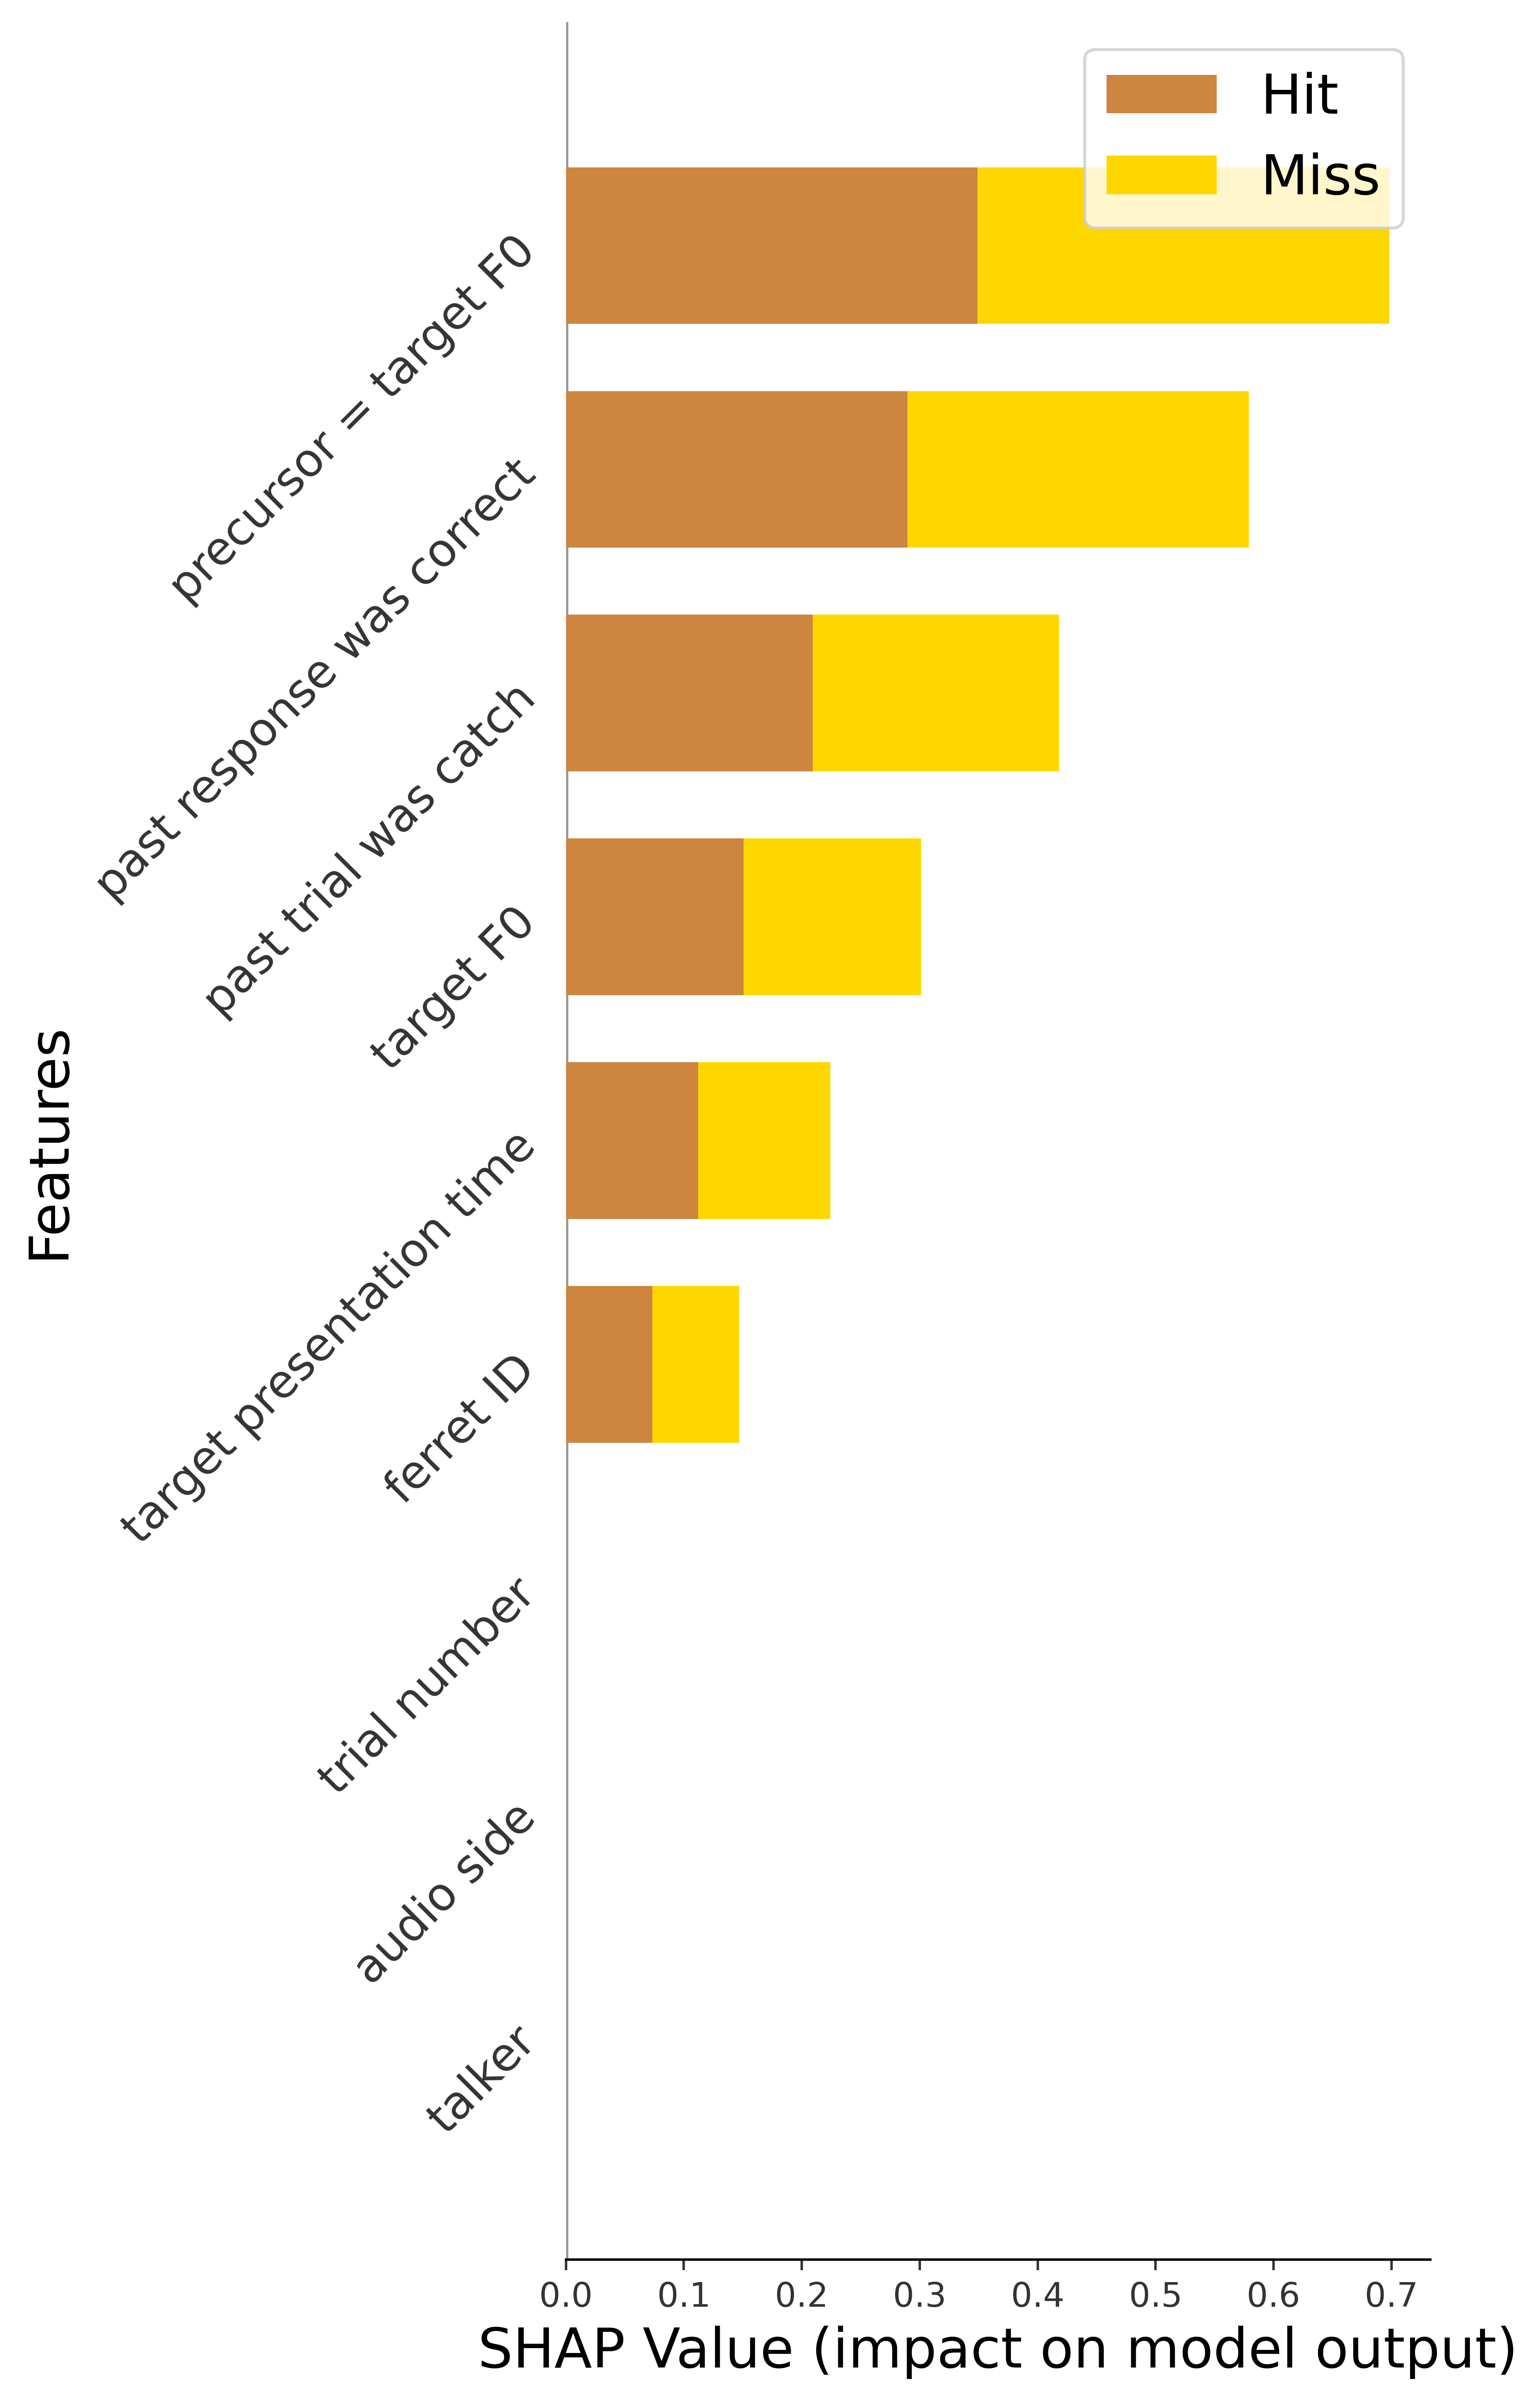 Hit
Miss
precursor = target F0
past response was correct
past trial was catch
target F0
target presentation time
ferret ID
trial number
audio side
talker
Features
0.0 0.1 0.2 0.3 0.4 0.5 0.6 0.7
SHAP Value (impact on model output)